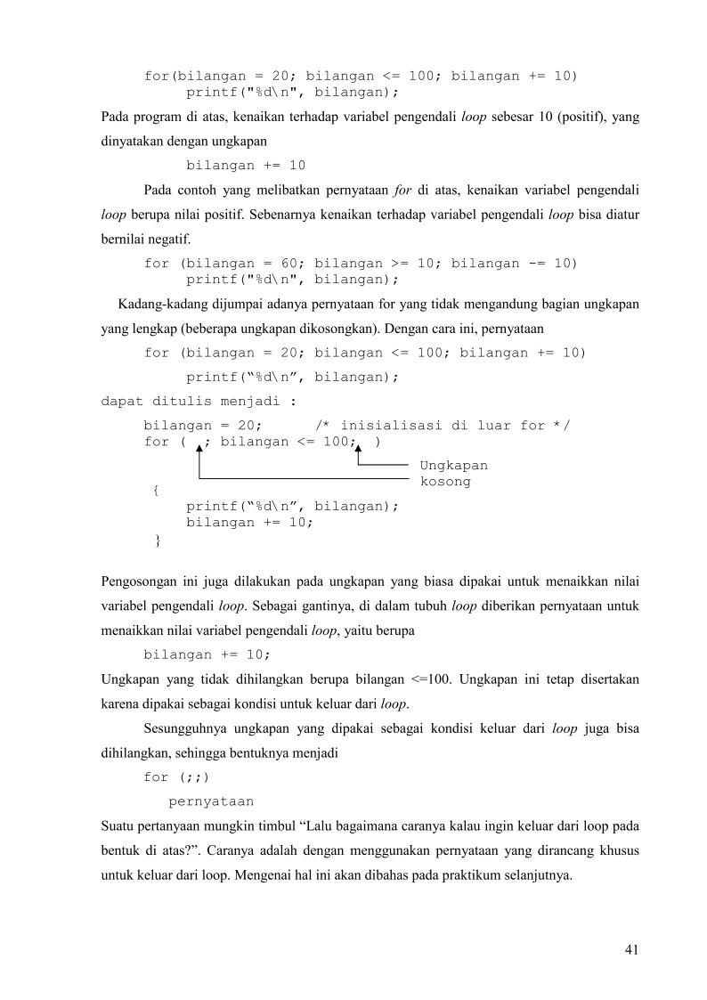 for(bilangan = 20; bilangan <= 100; bilangan += 10)
printf("%d\n", bilangan);
Pada program di atas, kenaikan terhadap variabel pengendali loop sebesar 10 (positif), yang
dinyatakan dengan ungkapan
bilangan += 10
Pada contoh yang melibatkan pernyataan for di atas, kenaikan variabel pengendali
loop berupa nilai positif. Sebenarnya kenaikan terhadap variabel pengendali loop bisa diatur
bernilai negatif.
for (bilangan = 60; bilangan >= 10; bilangan -= 10)
printf("%d\n", bilangan);
Kadang-kadang dijumpai adanya pernyataan for yang tidak mengandung bagian ungkapan
yang lengkap (beberapa ungkapan dikosongkan). Dengan cara ini, pernyataan
for (bilangan = 20; bilangan <= 100; bilangan += 10)
printf(“%d\n”, bilangan);
dapat ditulis menjadi :
bilangan = 20; /* inisialisasi di luar for */
for ( ; bilangan <= 100; )
Ungkapan
kosong
{
printf(“%d\n”, bilangan);
bilangan += 10;
}
Pengosongan ini juga dilakukan pada ungkapan yang biasa dipakai untuk menaikkan nilai
variabel pengendali loop. Sebagai gantinya, di dalam tubuh loop diberikan pernyataan untuk
menaikkan nilai variabel pengendali loop, yaitu berupa
bilangan += 10;
Ungkapan yang tidak dihilangkan berupa bilangan <=100. Ungkapan ini tetap disertakan
karena dipakai sebagai kondisi untuk keluar dari loop.
Sesungguhnya ungkapan yang dipakai sebagai kondisi keluar dari loop juga bisa
dihilangkan, sehingga bentuknya menjadi
for (;;)
pernyataan
Suatu pertanyaan mungkin timbul “Lalu bagaimana caranya kalau ingin keluar dari loop pada
bentuk di atas?”. Caranya adalah dengan menggunakan pernyataan yang dirancang khusus
untuk keluar dari loop. Mengenai hal ini akan dibahas pada praktikum selanjutnya.
41